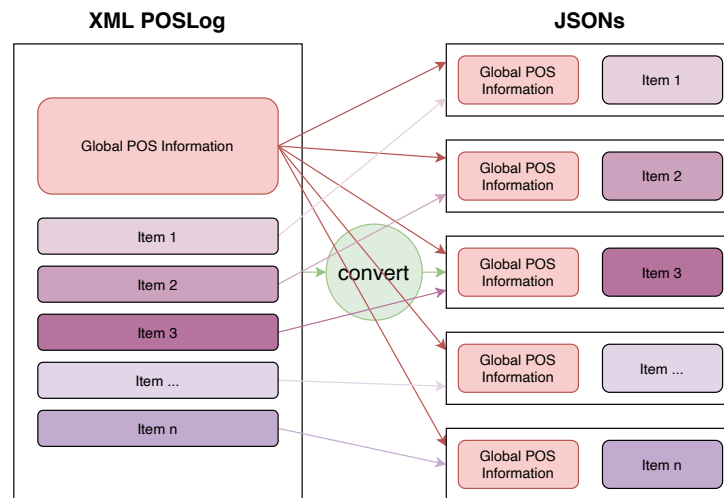 XML POSLog
JSONs
Global POS Information
Item 1
Item 2
Item 3
Item ...
Item n
convert
Global POS
Information
Item 1
Global POS
Information
Item 2
Global POS
Information
Item 3
Global POS
Information
Item ...
Global POS
Information
Item n